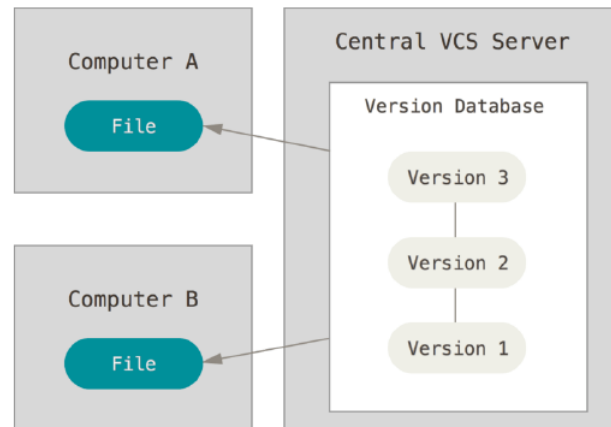 Computer A
File
Computer B
File
Central VCS Server
Version Database
Version 3
Version 2
Version 1